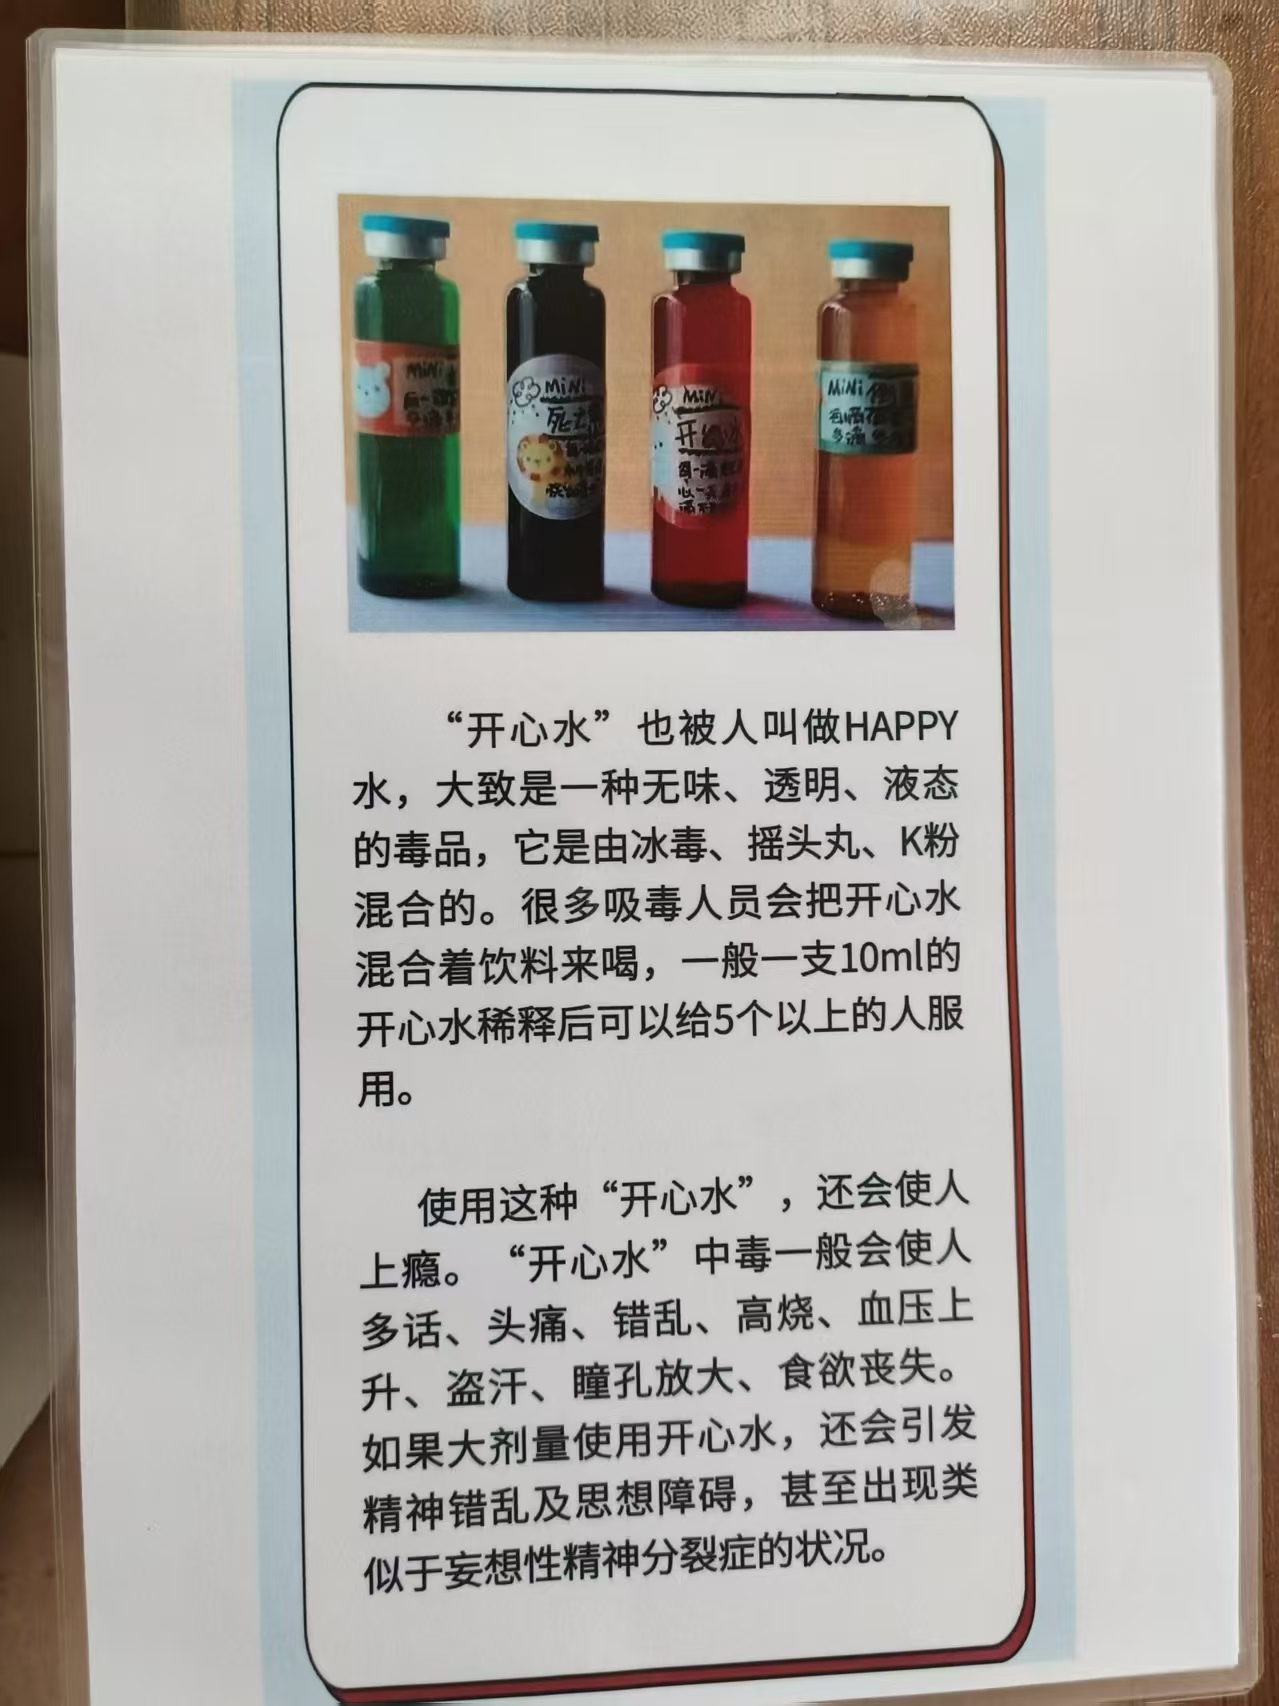 MiNi
MiNi
MiNi
开心水
MiNi
“开心水”也被人叫做HAPPY
水，大致是一种无味、透明、液态
的毒品，它是由冰毒、摇头丸、K粉
混合的。很多吸毒人员会把开心水
混合着饮料来喝，一般一支10ml的
开心水稀释后可以给5个以上的人服
用。
使用这种“开心水”，还会使人
上瘾。“开心水”中毒一般会使人
多话、头痛、错乱、高烧、血压上
升、盗汗、瞳孔放大、食欲丧失。
如果大剂量使用开心水，还会引发
精神错乱及思想障碍，甚至出现类
似于妄想性精神分裂症的状况。